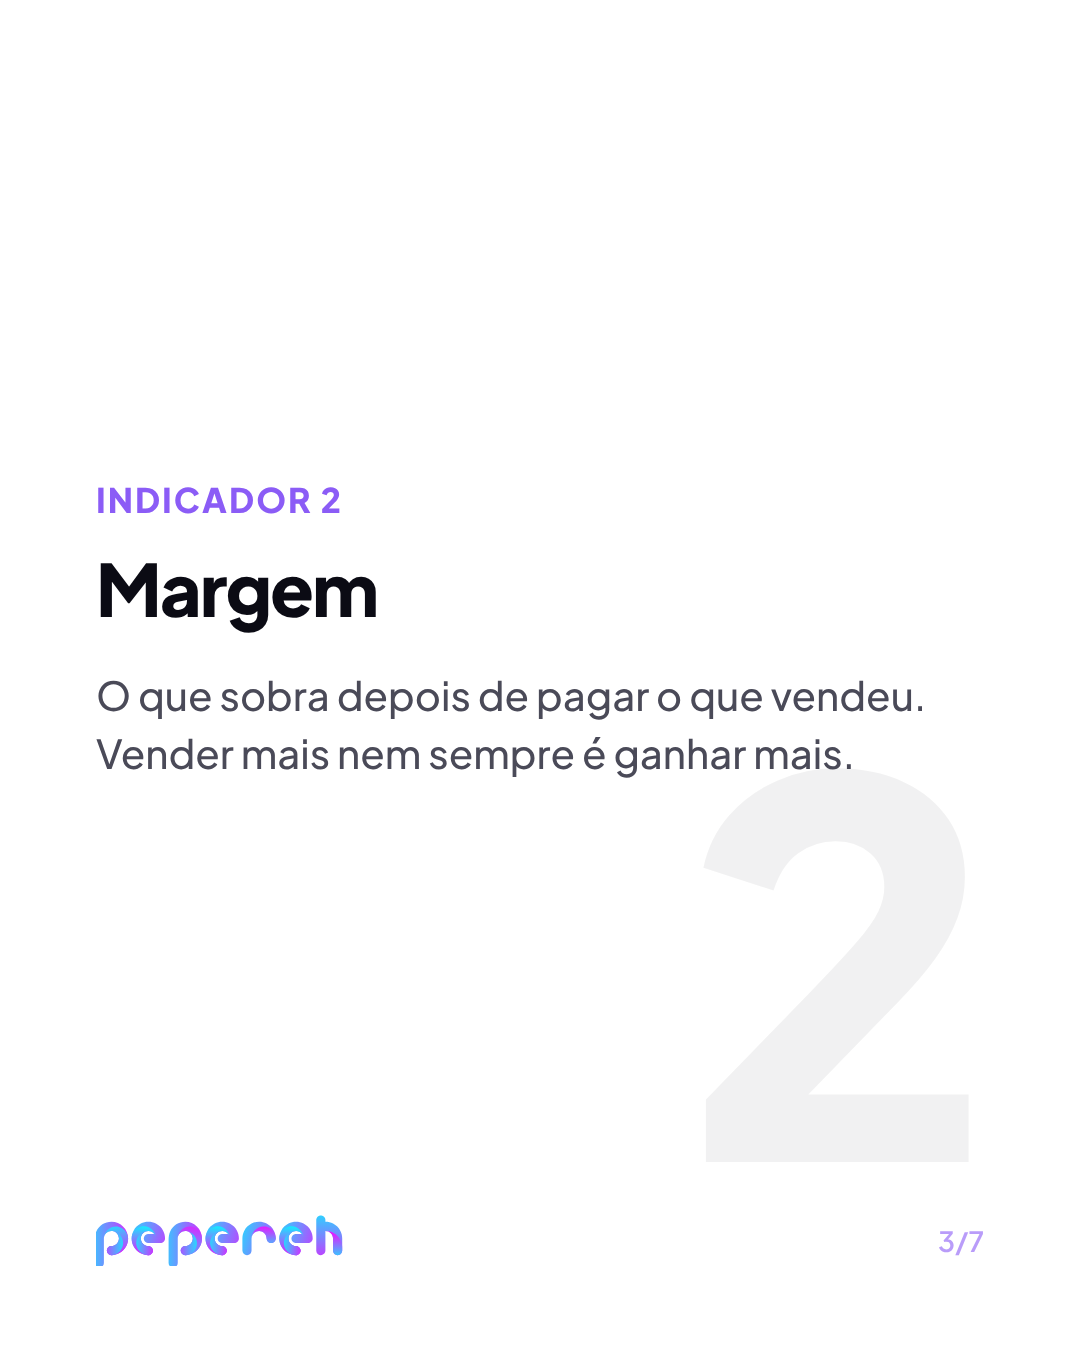 INDICADOR 2
Margem
O que sobra depois de pagar o que vendeu.
Vender mais nem sempre é ganhar mais.
2
pepereh
3/7